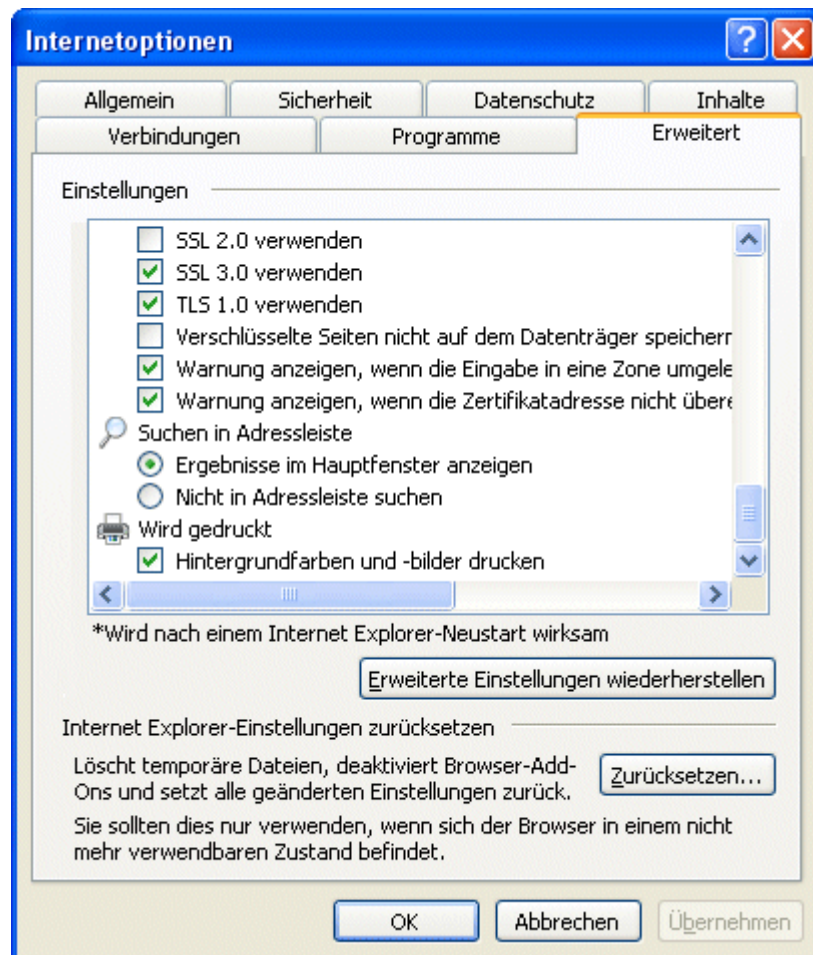 Internetoptionen
Allgemein Sicherheit Datenschutz Inhalte
Verbindungen Programme Erweitert
Einstellungen
SSL 2.0 verwenden
SSL 3.0 verwenden
TLS 1.0 verwenden
Verschlüsselte Seiten nicht auf dem Datenträger speichern
Warnung anzeigen, wenn die Eingabe in eine Zone umgele
Warnung anzeigen, wenn die Zertifikatadresse nicht übere
Suchen in Adressleiste
Ergebnisse im Hauptfenster anzeigen
Nicht in Adressleiste suchen
Wird gedruckt
Hintergrundfarben und -bilder drucken
*Wird nach einem Internet Explorer-Neustart wirksam
Erweiterte Einstellungen wiederherstellen
Internet Explorer-Einstellungen zurücksetzen
Löscht temporäre Dateien, deaktiviert Browser-Add-
Ons und setzt alle geänderten Einstellungen zurück.
Zurücksetzen...
Sie sollten dies nur verwenden, wenn sich der Browser in einem nicht
mehr verwendbaren Zustand befindet.
OK Abbrechen Übernehmen